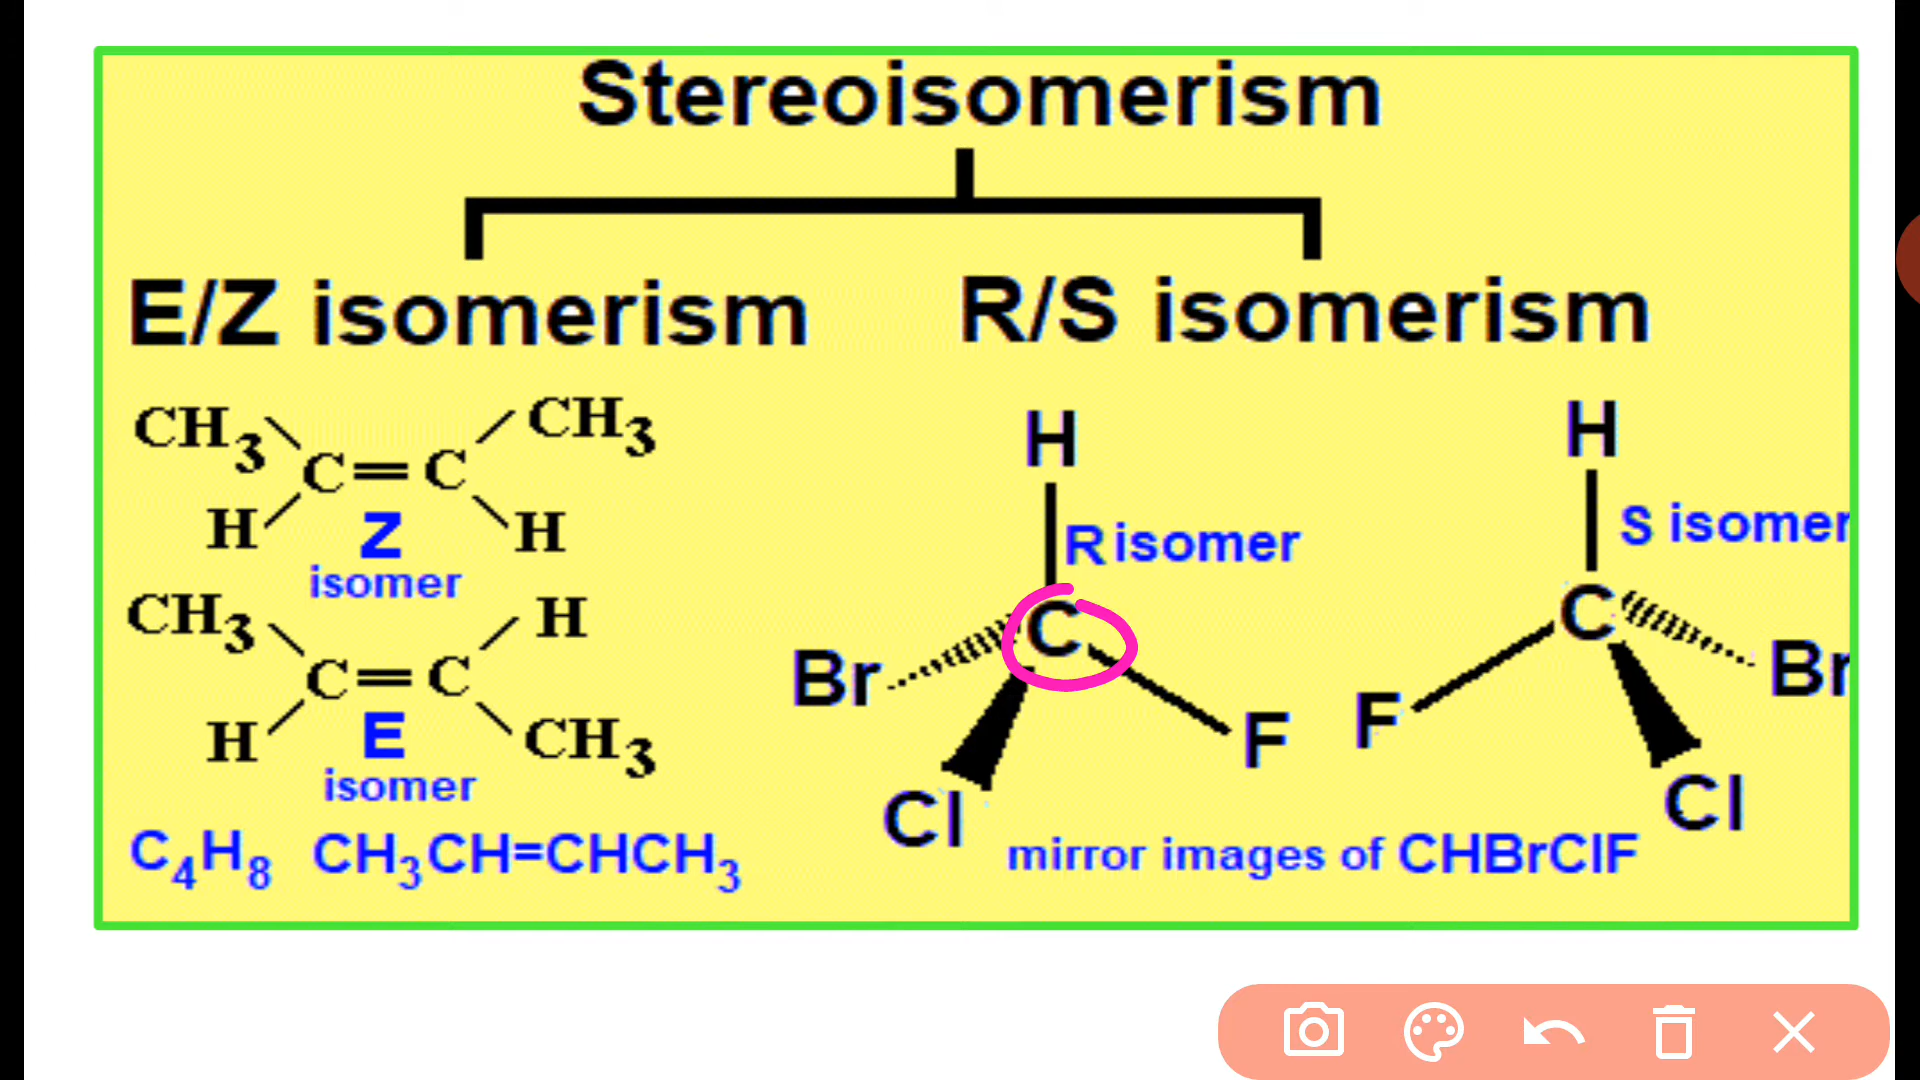 Stereoisomerism
E/Z isomerism
R/S isomerism
CH3 CH3
C=C
H H
Z
isomer
CH3 H
C=C
H CH3
E
isomer
C4H8 CH3CH=CHCH3
H
R isomer
C
Br
F
Cl
H
S isomer
C
Br
F
Cl
mirror images of CHBrClF